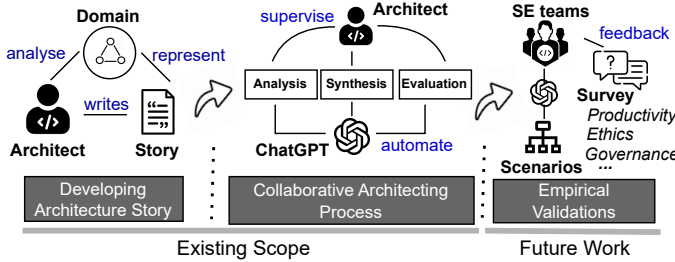 Domain
analyse
represent
writes
Architect
Story
Developing
Architecture Story
supervise
Architect
Analysis
Synthesis
Evaluation
ChatGPT
automate
Collaborative Architecting
Process
SE teams
feedback
Survey
Productivity
Ethics
Governance
...
Scenarios
Empirical
Validations
Existing Scope
Future Work